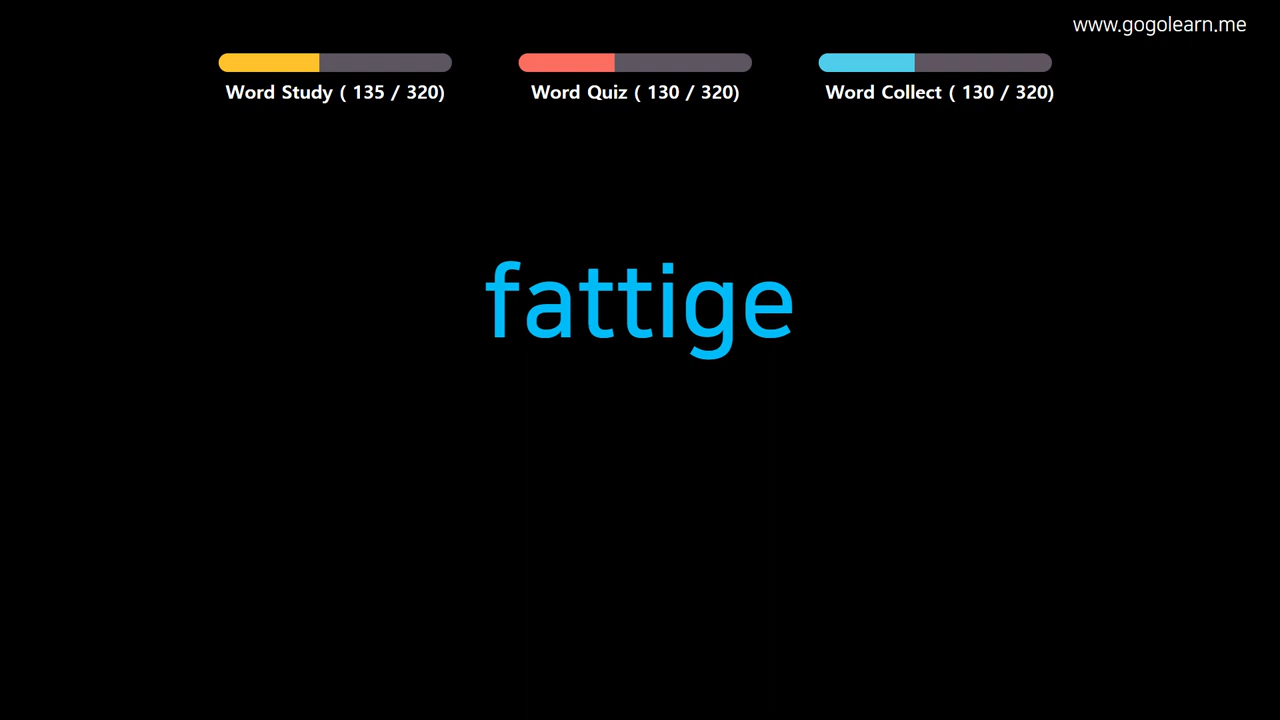 www.gogolearn.me
Word Study ( 135 / 320)
Word Quiz ( 130 / 320)
Word Collect ( 130 / 320)
fattige